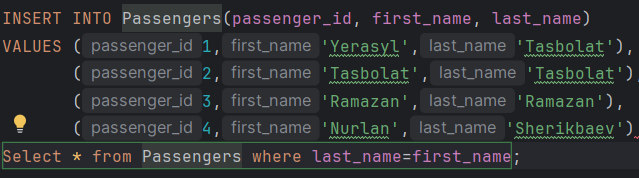 INSERT INTO Passengers(passenger_id, first_name, last_name)
VALUES ( passenger_id 1, first_name 'Yerasyl', last_name 'Tasbolat'),
( passenger_id 2, first_name 'Tasbolat', last_name 'Tasbolat'),
( passenger_id 3, first_name 'Ramazan', last_name 'Ramazan'),
( passenger_id 4, first_name 'Nurlan', last_name 'Sherikbaev')
Select * from Passengers where last_name=first_name;